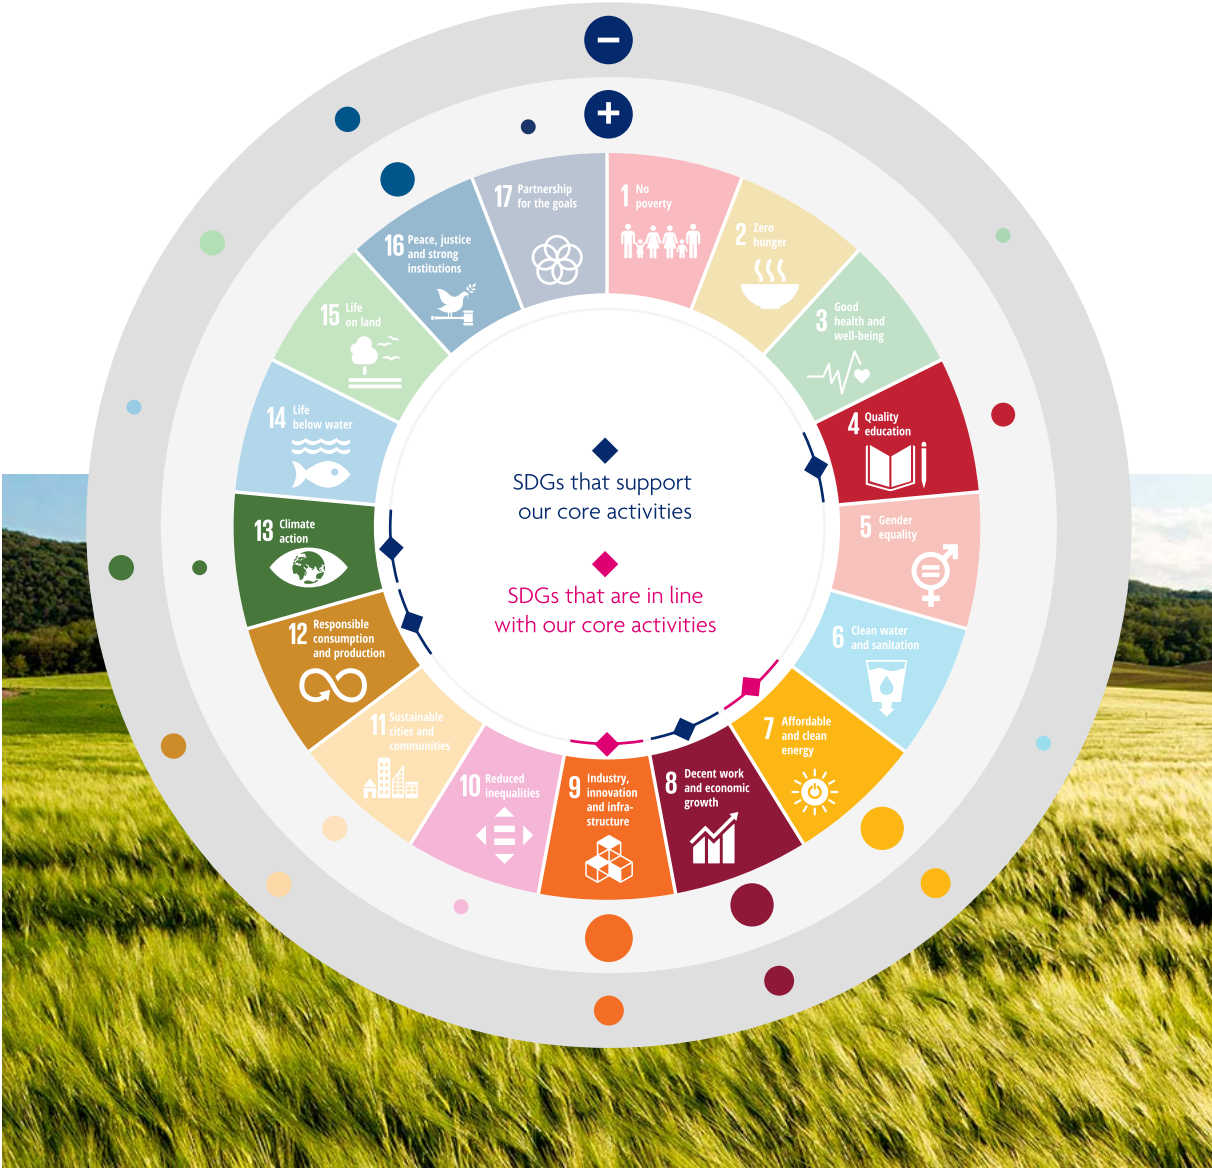 −
+
17 Partnership
for the goals
1 No
poverty
2 Zero
hunger
3 Good
health and
well-being
4 Quality
education
5 Gender
equality
6 Clean water
and sanitation
7 Affordable
and clean
energy
8 Decent work
and economic
growth
9 Industry,
innovation
and infra-
structure
10 Reduced
inequalities
11 Sustainable
cities and
communities
12 Responsible
consumption
and production
13 Climate
action
14 Life
below water
15 Life
on land
16 Peace, justice
and strong
institutions
SDGs that support
our core activities
SDGs that are in line
with our core activities